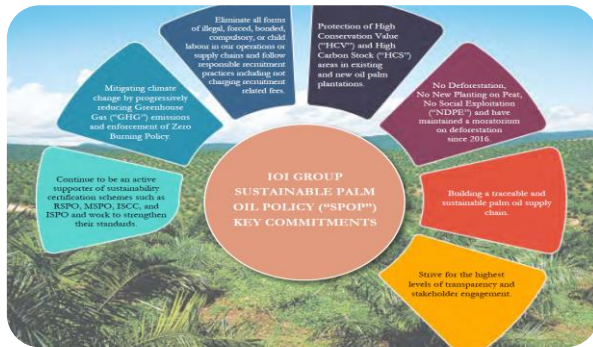 IOI GROUP
SUSTAINABLE PALM
OIL POLICY ("SPOP")
KEY COMMITMENTS
Continue to be an active
supporter of sustainability
certification schemes such as
RSPO, MSPO, ISCC, and
ISPO and work to strengthen
their standards.
Mitigating climate
change by progressively
reducing Greenhouse
Gas ("GHG") emissions
and enforcement of Zero
Burning Policy.
Eliminate all forms
of illegal, forced, bonded,
compulsory, or child
labour in our operations or
supply chains and follow
responsible recruitment
practices including not
charging recruitment
related fees.
Protection of High
Conservation Value
("HCV") and High
Carbon Stock ("HCS")
areas in existing
and new oil palm
plantations.
No Deforestation,
No New Planting on Peat,
No Social Exploitation
("NDPE") and have
maintained a moratorium
on deforestation
since 2016.
Building a traceable and
sustainable palm oil supply
chain.
Strive for the highest
levels of transparency and
stakeholder engagement.